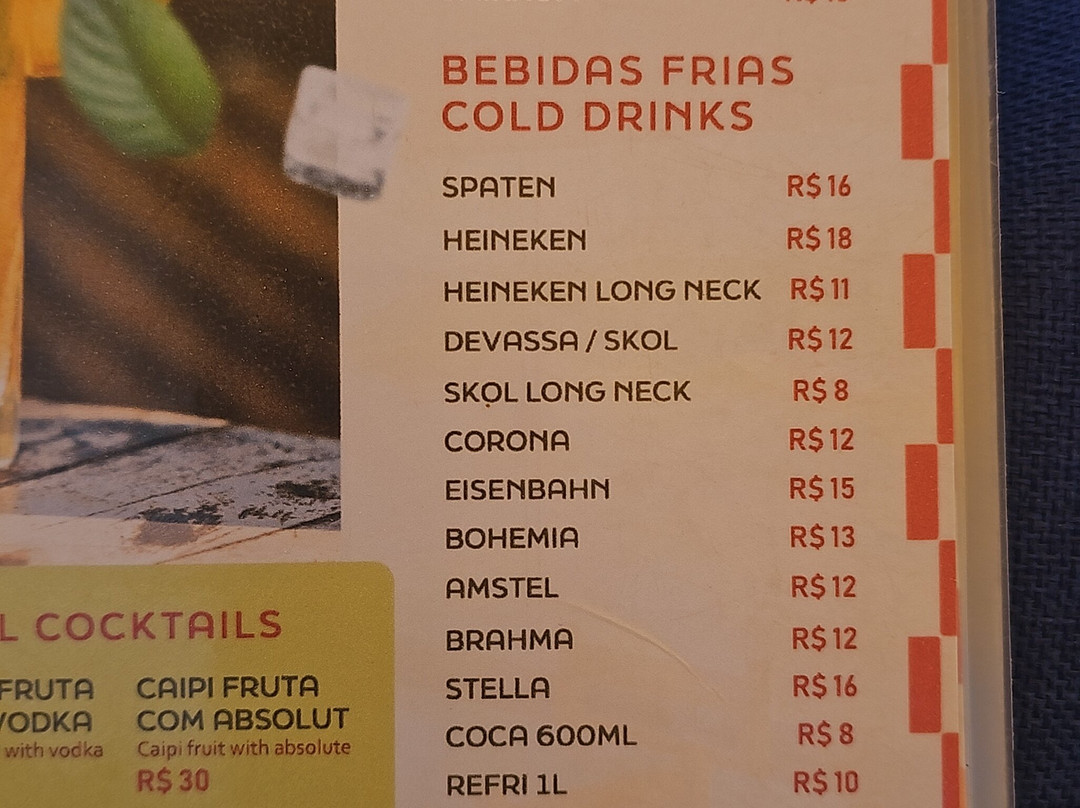 BEBIDAS FRIAS
COLD DRINKS
SPATEN R$ 16
HEINEKEN R$ 18
HEINEKEN LONG NECK R$ 11
DEVASSA / SKOL R$ 12
SKOL LONG NECK R$ 8
CORONA R$ 12
EISENBAHN R$ 15
BOHEMIA R$ 13
AMSTEL R$ 12
BRAHMA R$ 12
STELLA R$ 16
COCA 600ML R$ 8
REFRI 1L R$ 10
L COCKTAILS
FRUTA
VODKA
with vodka
CAIPI FRUTA
COM ABSOLUT
Caipi fruit with absolute
R$ 30